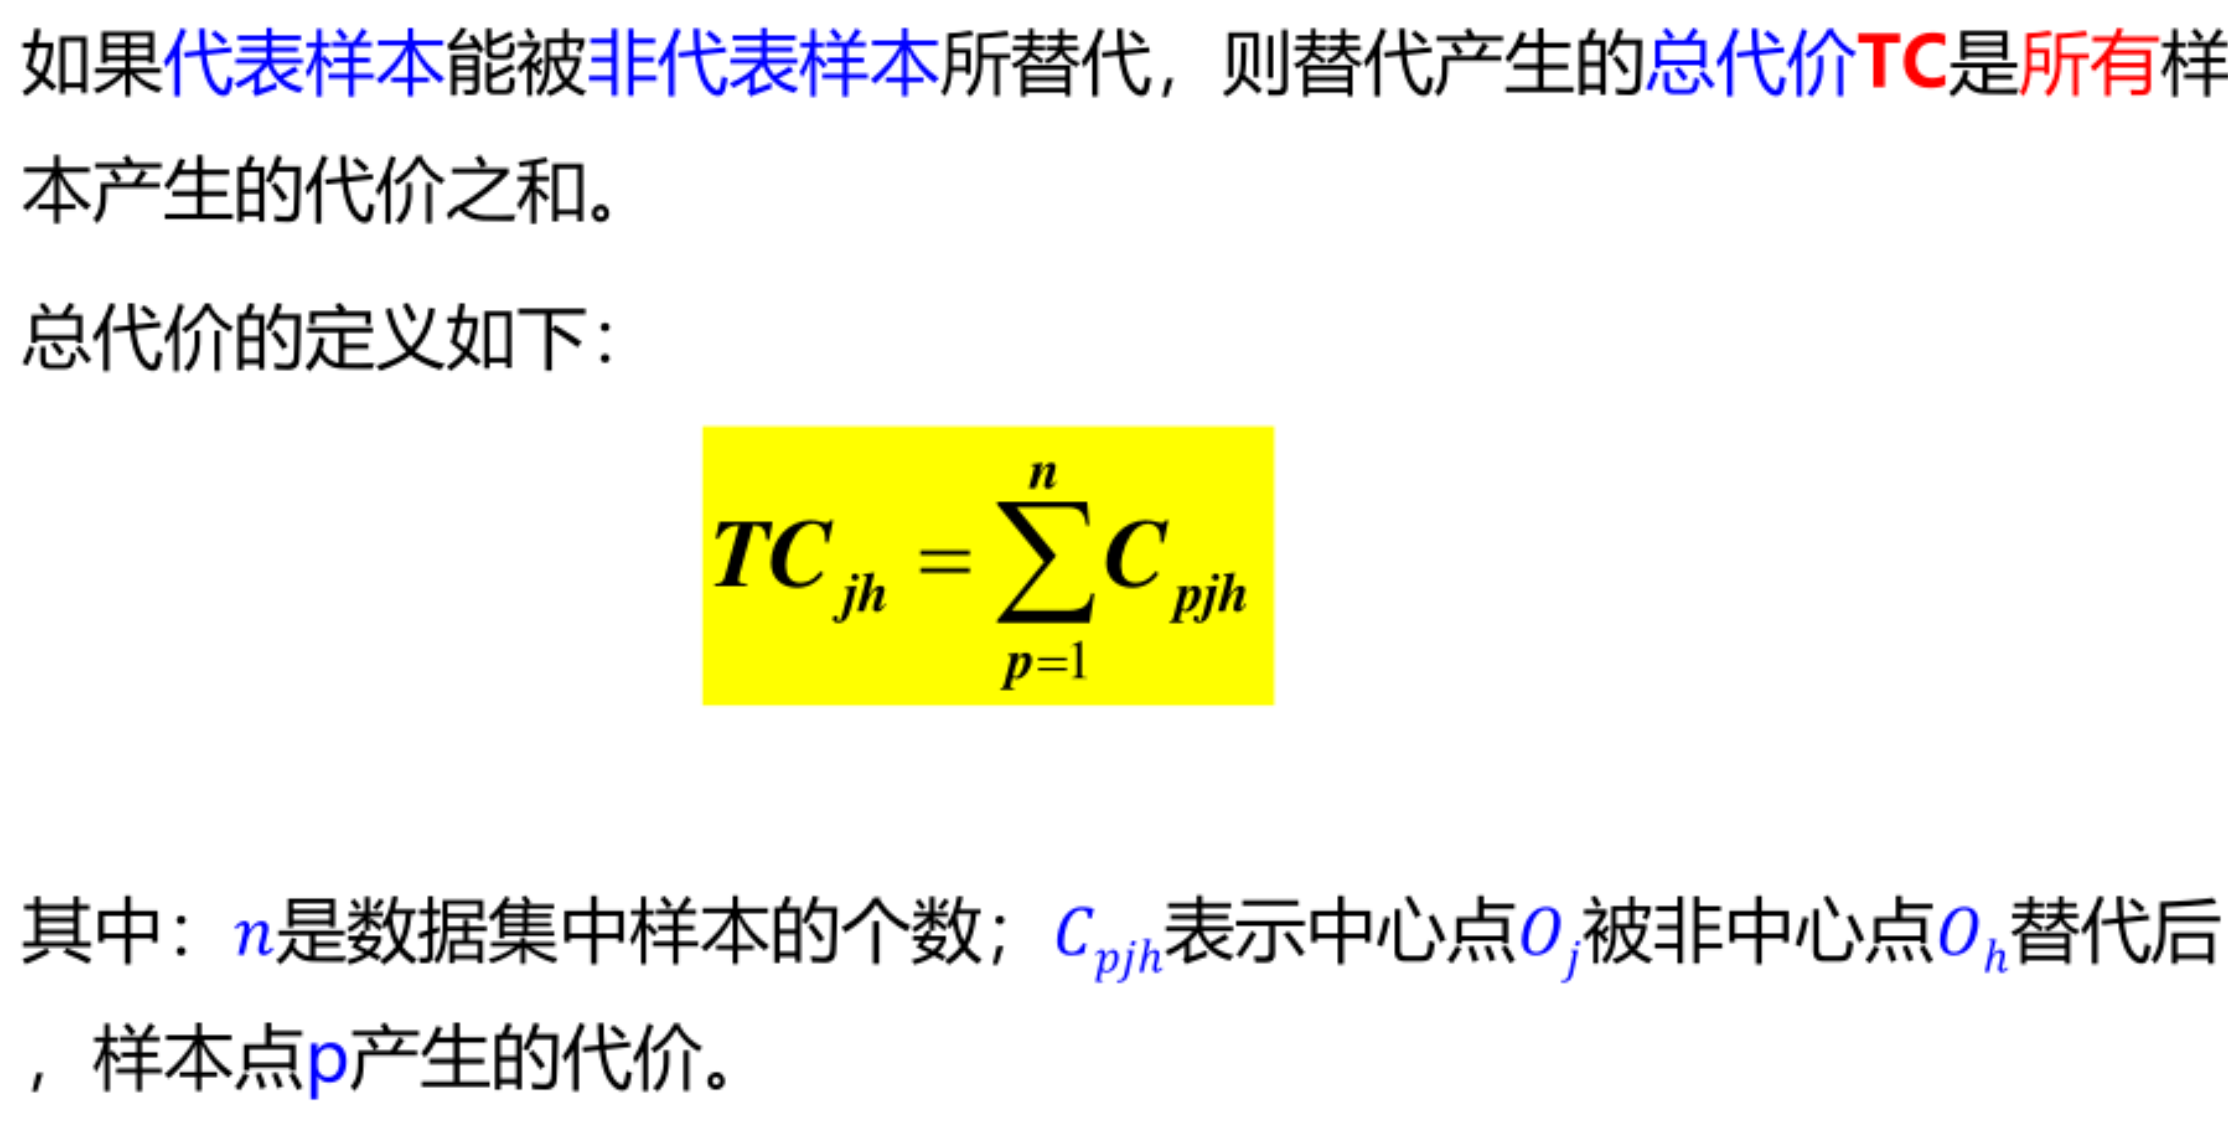 如果代表样本能被非代表样本所替代，则替代产生的总代价TC是所有样
本产生的代价之和。
总代价的定义如下：
$TC_{jh} = \sum_{p=1}^{n} C_{pjh}$
其中：n是数据集中样本的个数；$C_{pjh}$表示中心点$O_j$被非中心点$O_h$替代后
，样本点p产生的代价。